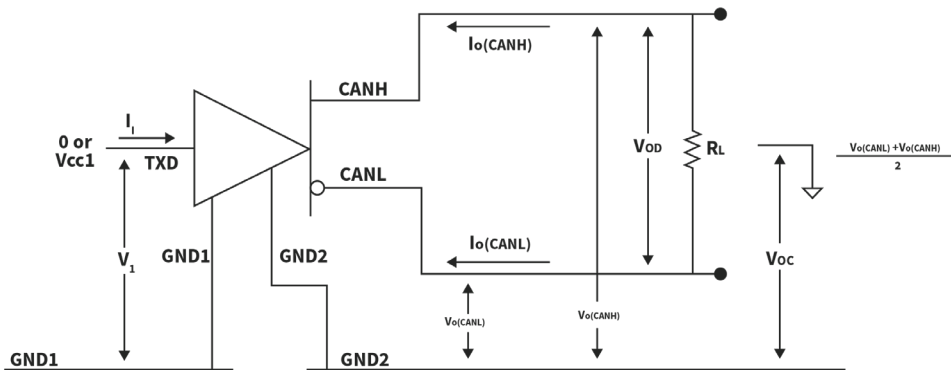 Io(CANH)
CANH
II
0 or
Vcc1
TXD
VOD
RL
Vo(CANL) +Vo(CANH)
2
CANL
Io(CANL)
V1
GND1
GND2
VOC
Vo(CANL)
Vo(CANH)
GND1
GND2